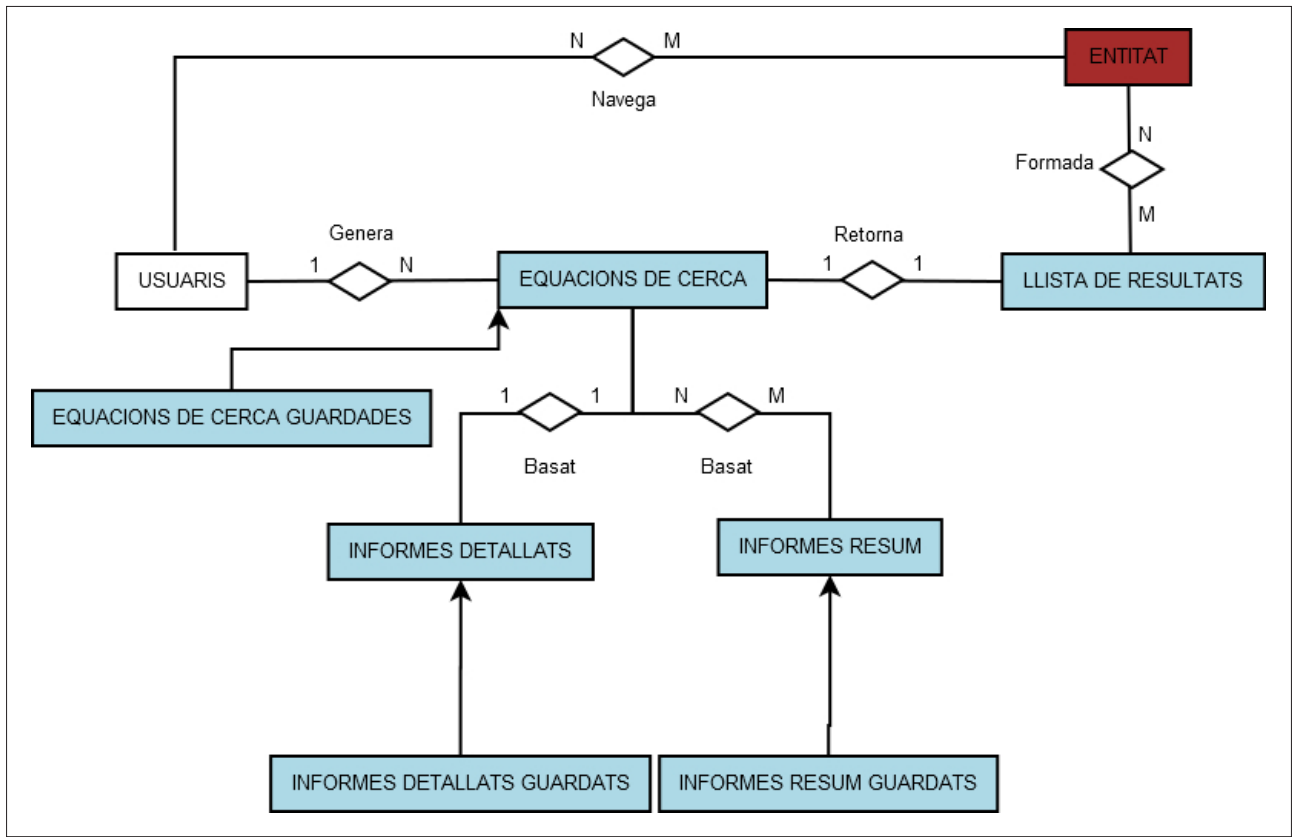 N
M
ENTITAT
Navega
N
Formada
M
Genera
Retorna
1
N
1
1
USUARIS
EQUACIONS DE CERCA
LLISTA DE RESULTATS
1
1
N
M
EQUACIONS DE CERCA GUARDADES
Basat
Basat
INFORMES DETALLATS
INFORMES RESUM
INFORMES DETALLATS GUARDATS
INFORMES RESUM GUARDATS